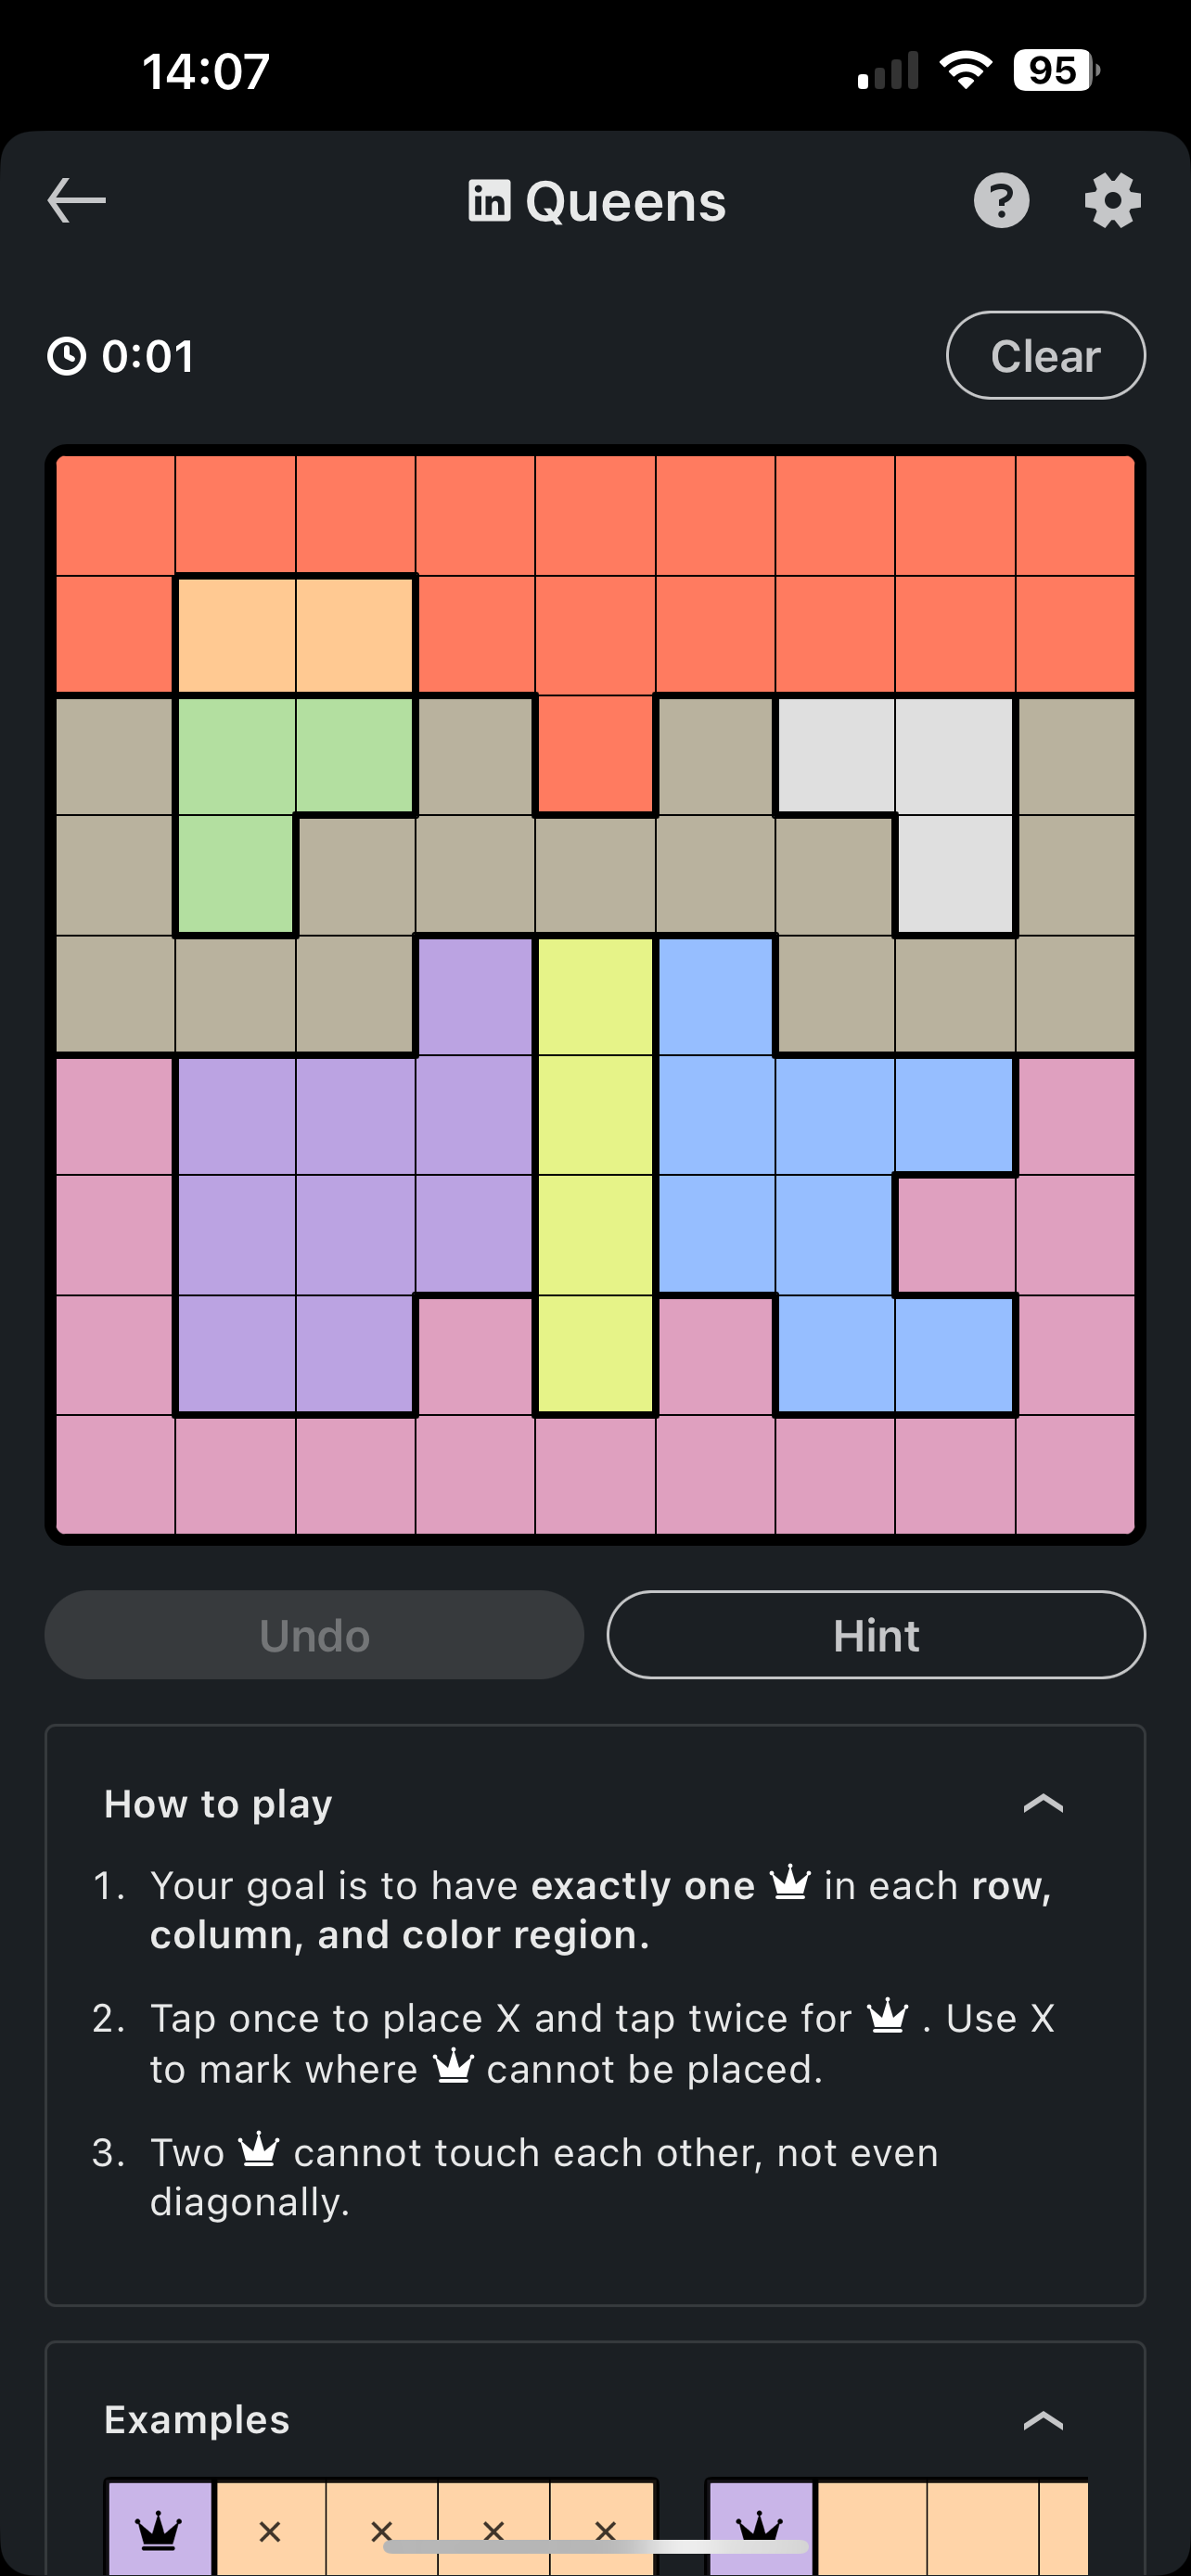 14:07
95
in Queens
?
0:01
Clear
Undo
Hint
How to play
1. Your goal is to have exactly one in each row,
column, and color region.
2. Tap once to place X and tap twice for . Use X
to mark where cannot be placed.
3. Two cannot touch each other, not even
diagonally.
Examples
× × × ×